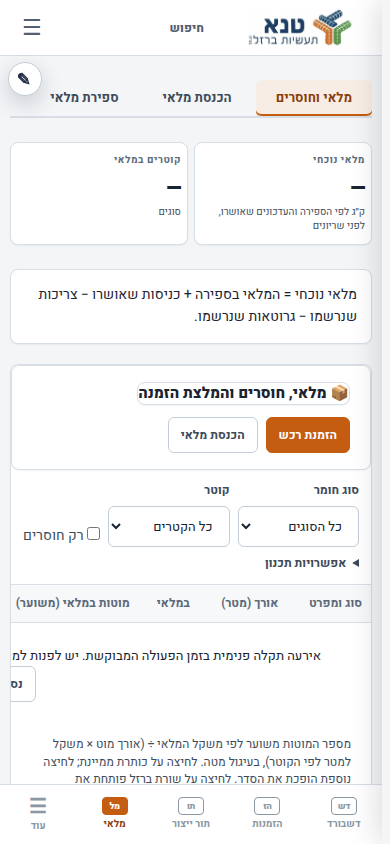 טנא
תעשיות ברזל
חיפוש
מלאי וחוסרים
הכנסת מלאי
ספירת מלאי
מלאי נוכחי
–
ק״ג לפי הספירה והעדכונים שאושרו,
לפני שריונים
קוטרים במלאי
–
סוגים
מלאי נוכחי = המלאי בספירה + כניסות שאושרו − צריכות
שנרשמו − גרוטאות שנרשמו.
📦 מלאי, חוסרים והמלצת הזמנה
הזמנת רכש
הכנסת מלאי
סוג חומר
קוטר
כל הסוגים
כל הקטרים
רק חוסרים
◀ אפשרויות תכנון
סוג ומפרט
אורך (מטר)
במלאי
מוטות במלאי (משוער)
אירעה תקלה פנימית בזמן הפעולה המבוקשת. יש לפנות למ
נס
מספר המוטות משוער לפי משקל המלאי ÷ (אורך מוט × משקל
למטר לפי הקוטר), בעיגול מטה. לחיצה על כותרת ממיינת; לחיצה
נוספת הופכת את הסדר. לחיצה על שורת ברזל פותחת את
דש
דשבורד
הז
הזמנות
תו
תור ייצור
מל
מלאי
עוד